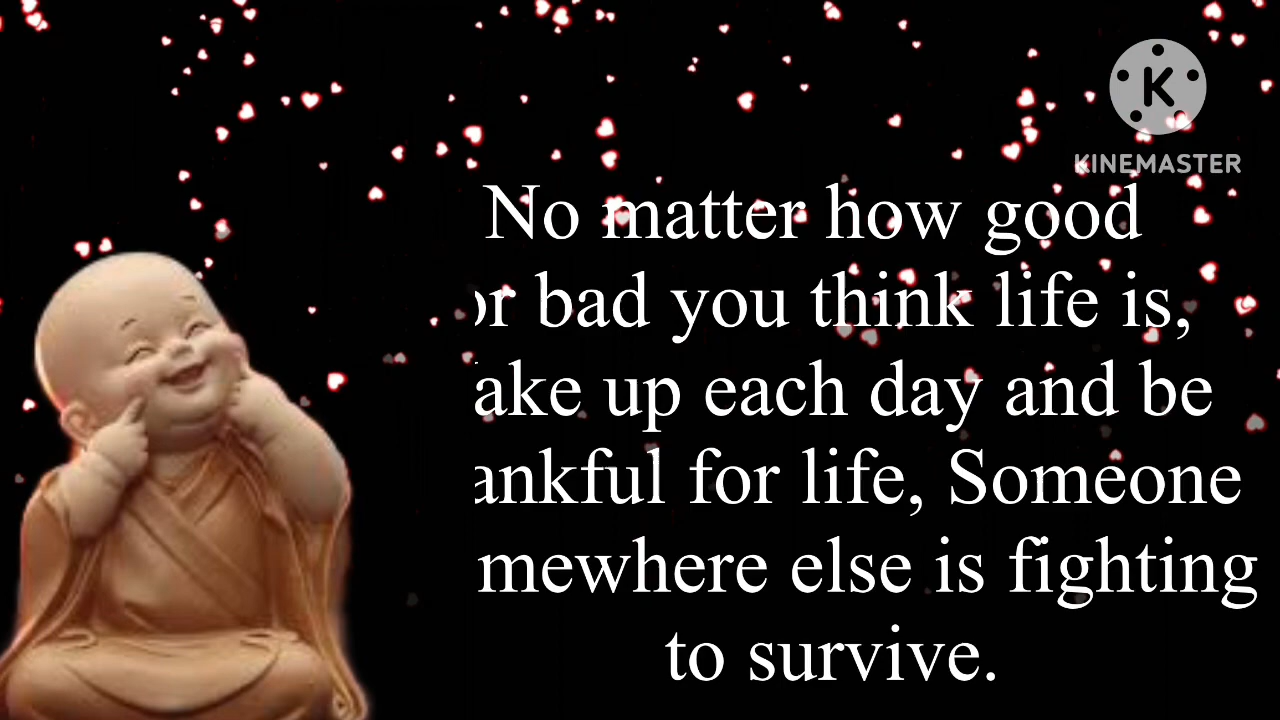 KINEMASTER
No matter how good
or bad you think life is,
ake up each day and be
ankful for life, Someone
mewhere else is fighting
to survive.